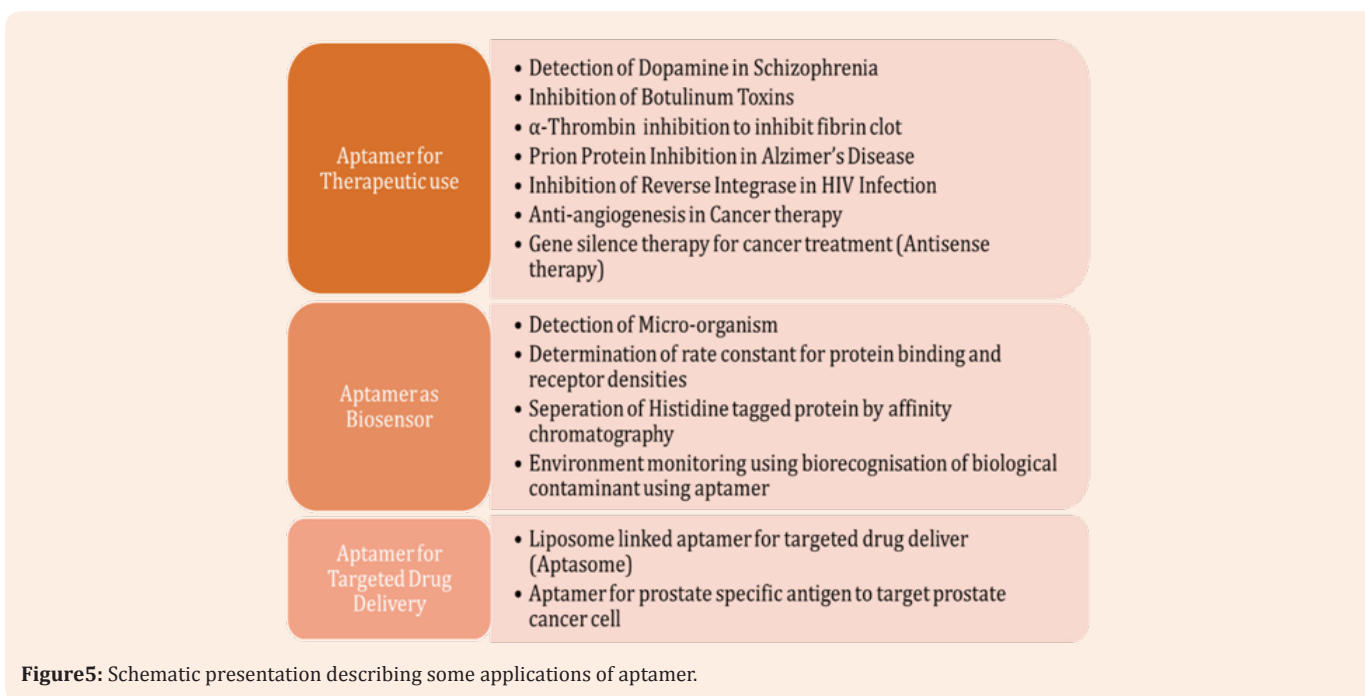 Aptamer for
Therapeutic use
• Detection of Dopamine in Schizophrenia
• Inhibition of Botulinum Toxins
• α-Thrombin inhibition to inhibit fibrin clot
• Prion Protein Inhibition in Alzimer's Disease
• Inhibition of Reverse Integrase in HIV Infection
• Anti-angiogenesis in Cancer therapy
• Gene silence therapy for cancer treatment (Antisense
therapy)
Aptamer as
Biosensor
• Detection of Micro-organism
• Determination of rate constant for protein binding and
receptor densities
• Seperation of Histidine tagged protein by affinity
chromatography
• Environment monitoring using biorecognisation of biological
contaminant using aptamer
Aptamer for
Targeted Drug
Delivery
• Liposome linked aptamer for targeted drug deliver
(Aptasome)
• Aptamer for prostate specific antigen to target prostate
cancer cell
Figure5: Schematic presentation describing some applications of aptamer.